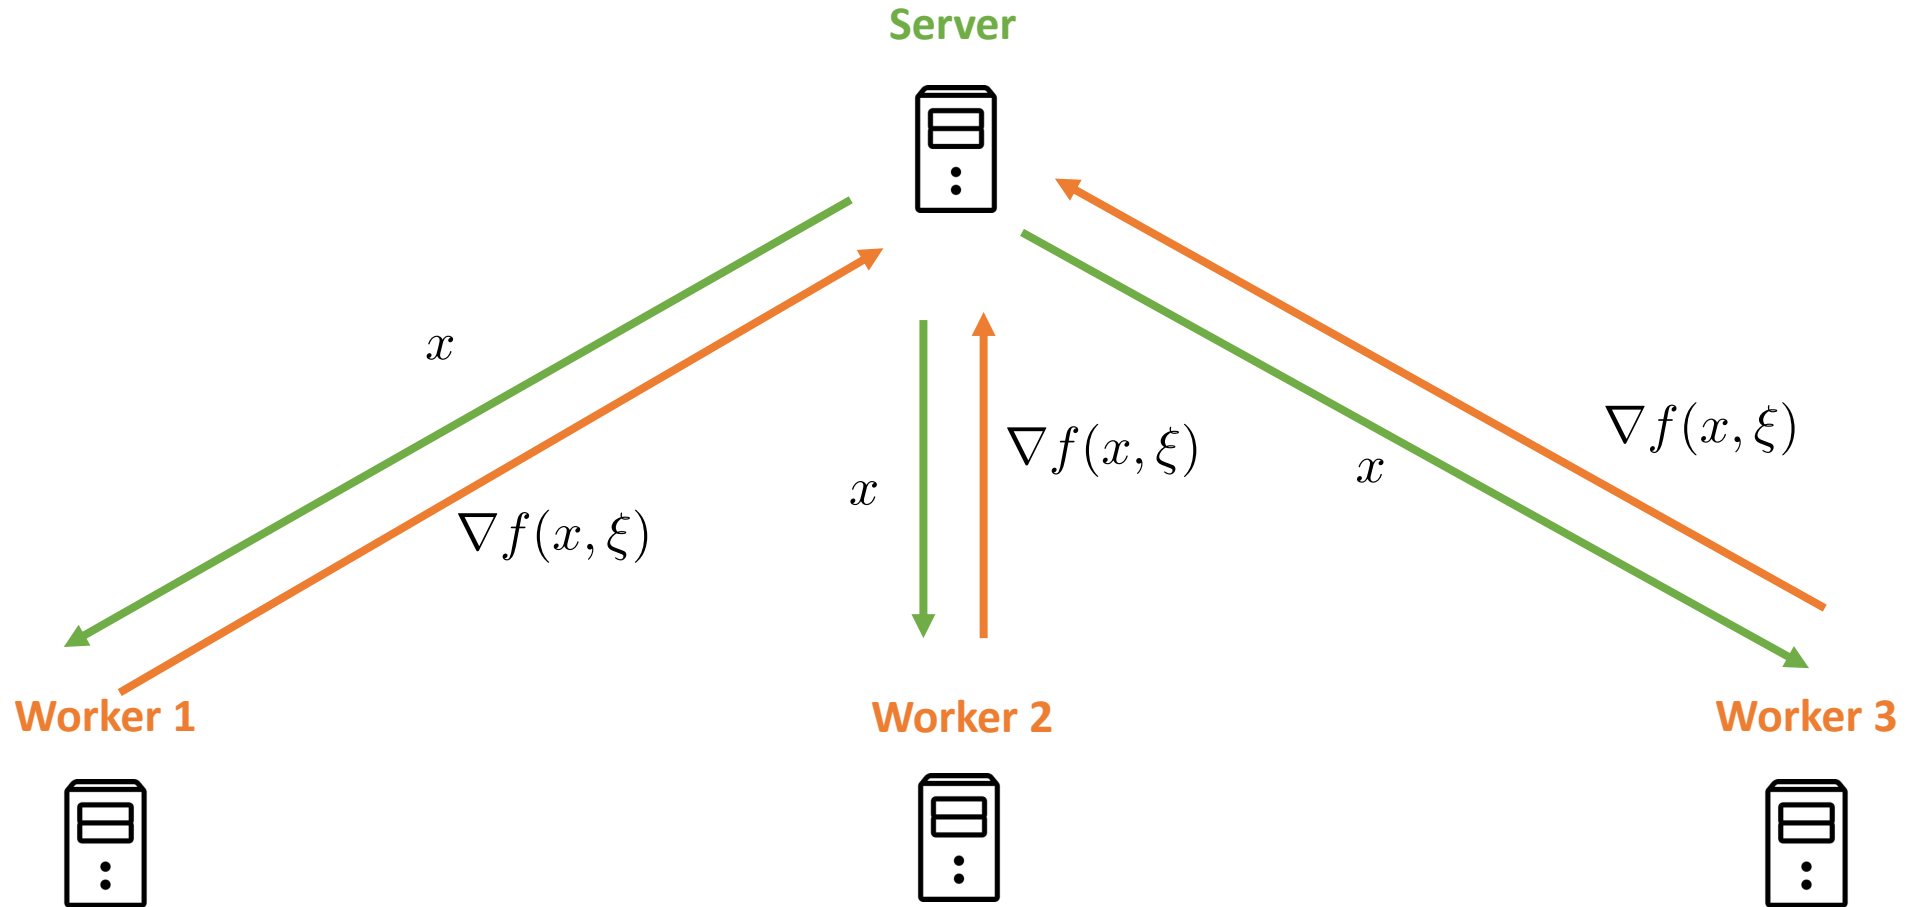 Server
x
∇f(x, ξ)
∇f(x, ξ)
x
x
∇f(x, ξ)
Worker 1
Worker 2
Worker 3